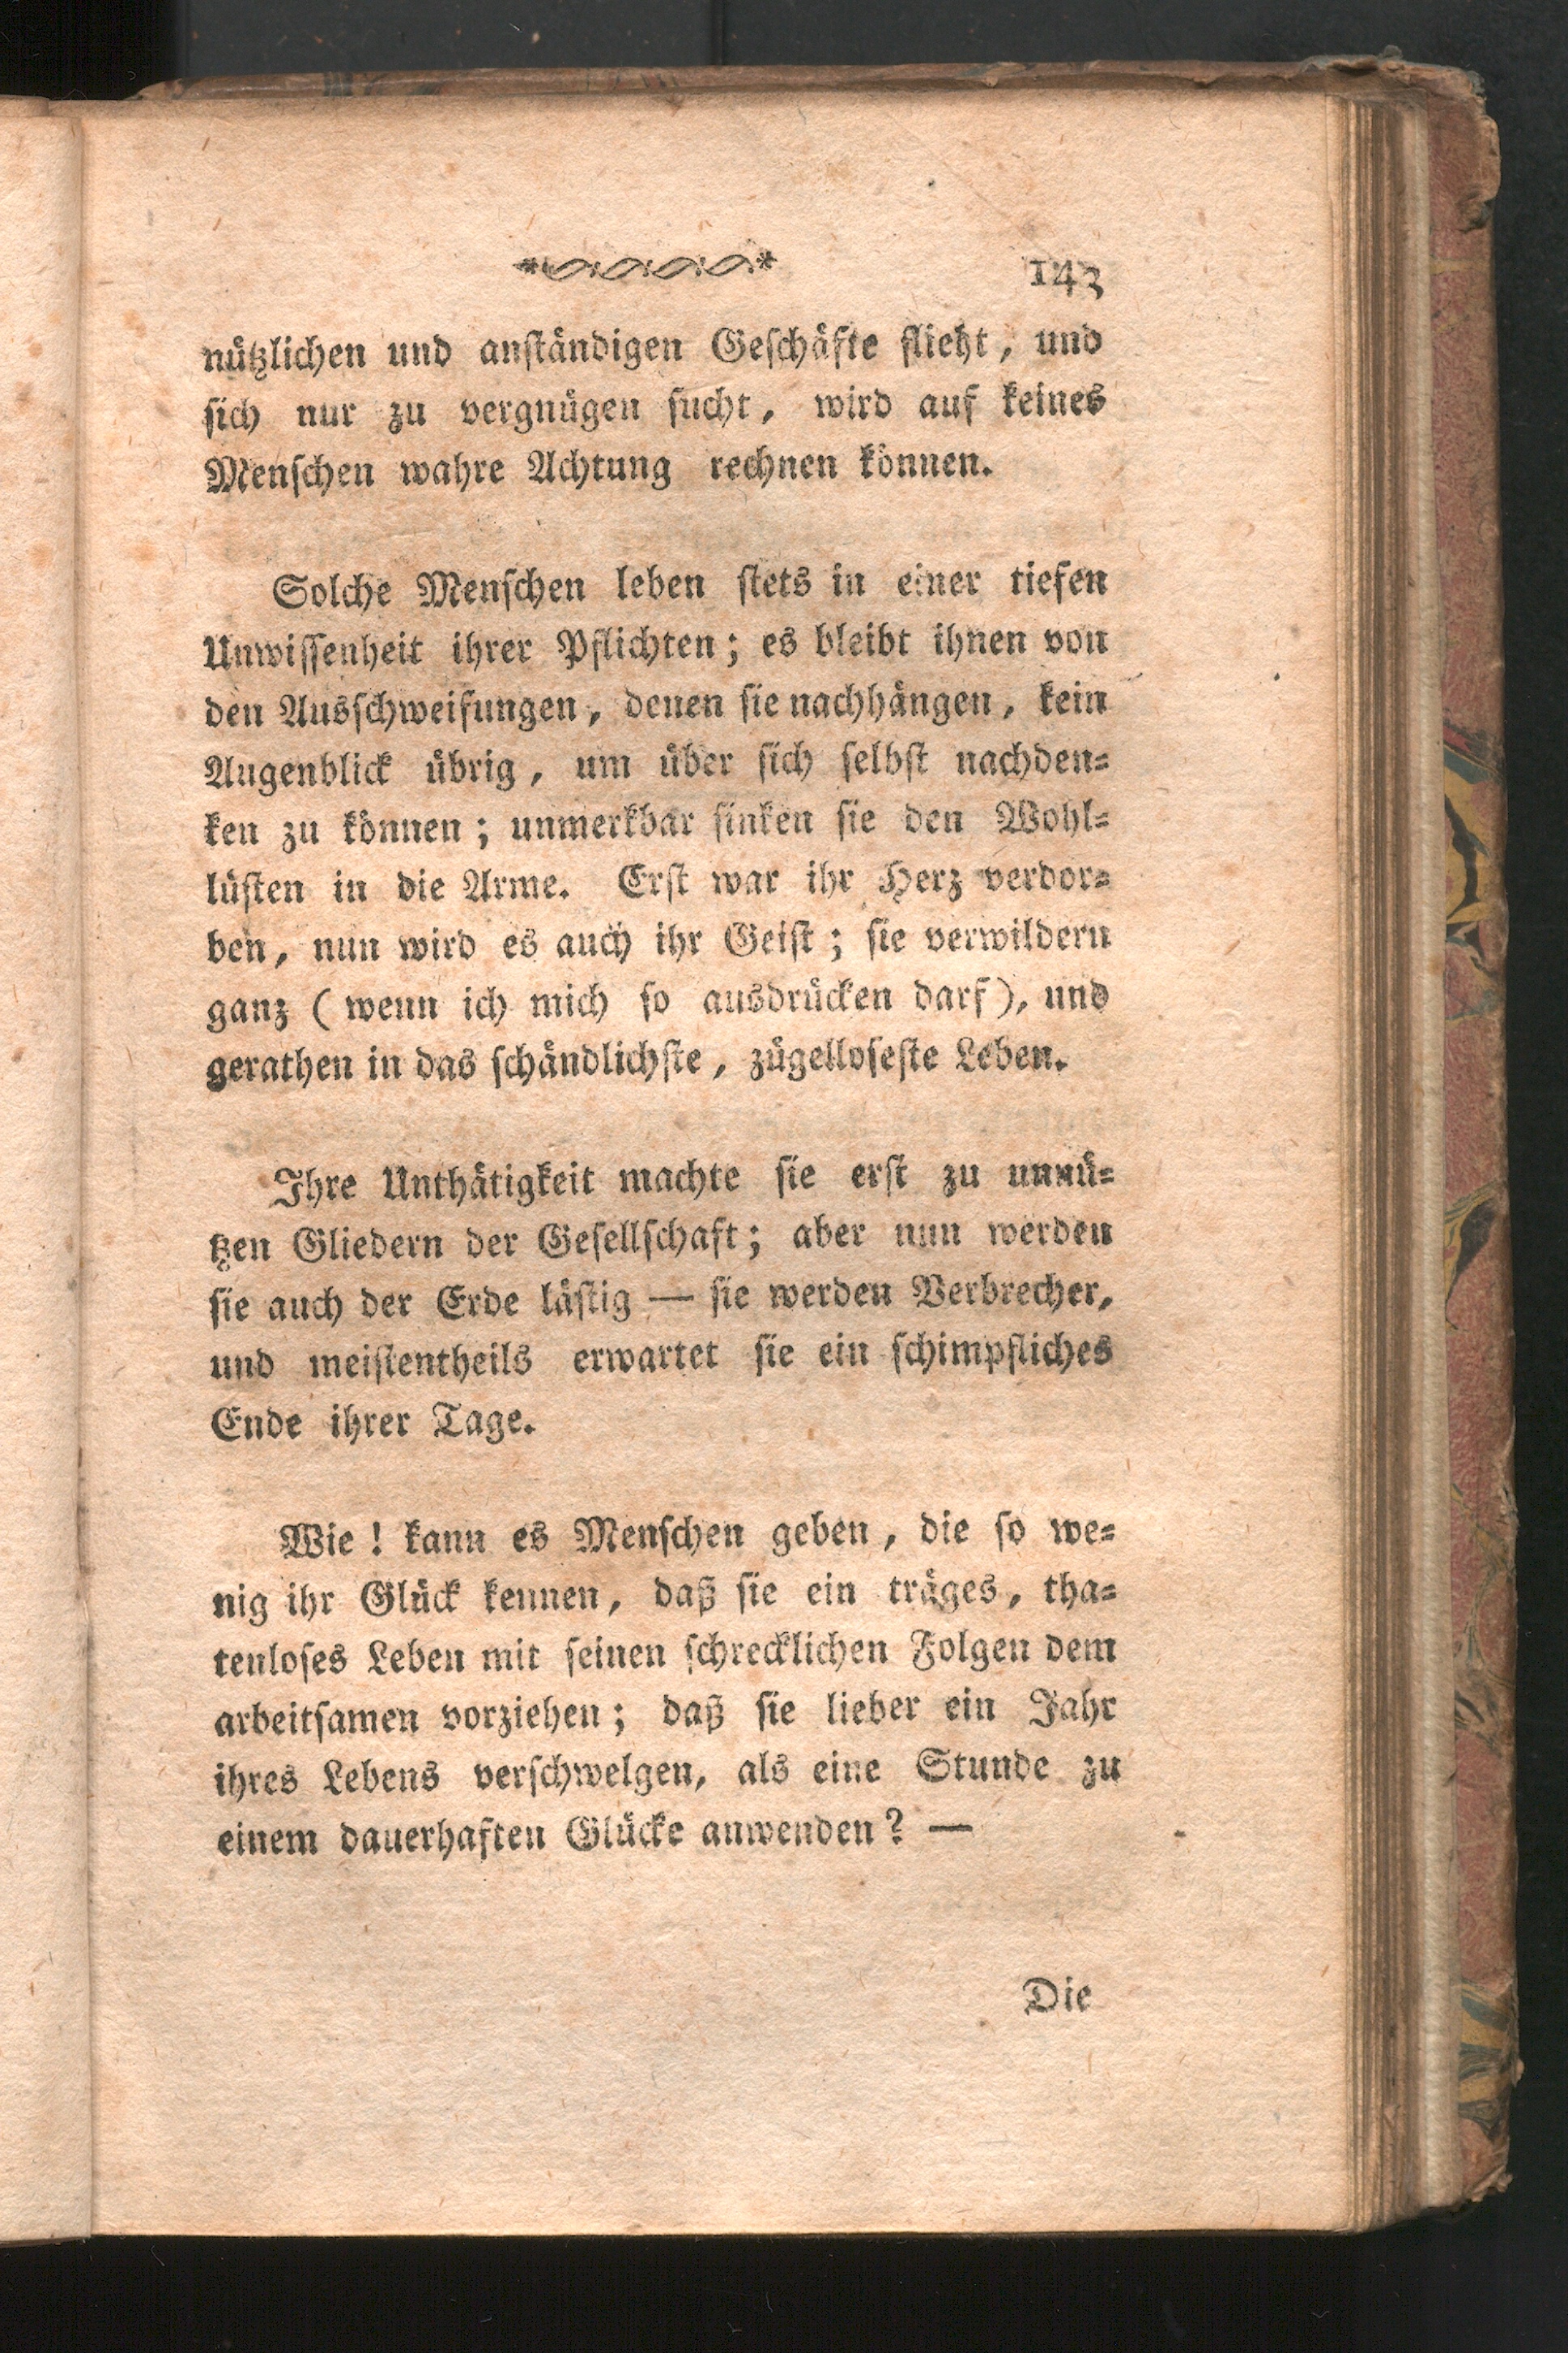 143
nützlichen und anständigen Geschäfte flieht, und
sich nur zu vergnügen sucht, wird auf keines
Menschen wahre Achtung rechnen können.
Solche Menschen leben stets in einer tiefen
Unwissenheit ihrer Pflichten; es bleibt ihnen von
den Ausschweifungen, denen sie nachhängen, kein
Augenblick übrig, um über sich selbst nachden=
ken zu können; unmerkbar sinken sie den Wohl=
lüsten in die Arme. Erst war ihr Herz verdor=
ben, nun wird es auch ihr Geist; sie verwildern
ganz (wenn ich mich so ausdrücken darf), und
gerathen in das schändlichste, zügelloseste Leben.
Ihre Unthätigkeit machte sie erst zu unnü=
tzen Gliedern der Gesellschaft; aber nun werden
sie auch der Erde lästig — sie werden Verbrecher,
und meistentheils erwartet sie ein schimpfliches
Ende ihrer Tage.
Wie! kann es Menschen geben, die so we=
nig ihr Glück kennen, daß sie ein träges, tha=
tenloses Leben mit seinen schrecklichen Folgen dem
arbeitsamen vorziehen; daß sie lieber ein Jahr
ihres Lebens verschwelgen, als eine Stunde zu
einem dauerhaften Glücke anwenden? —
Die